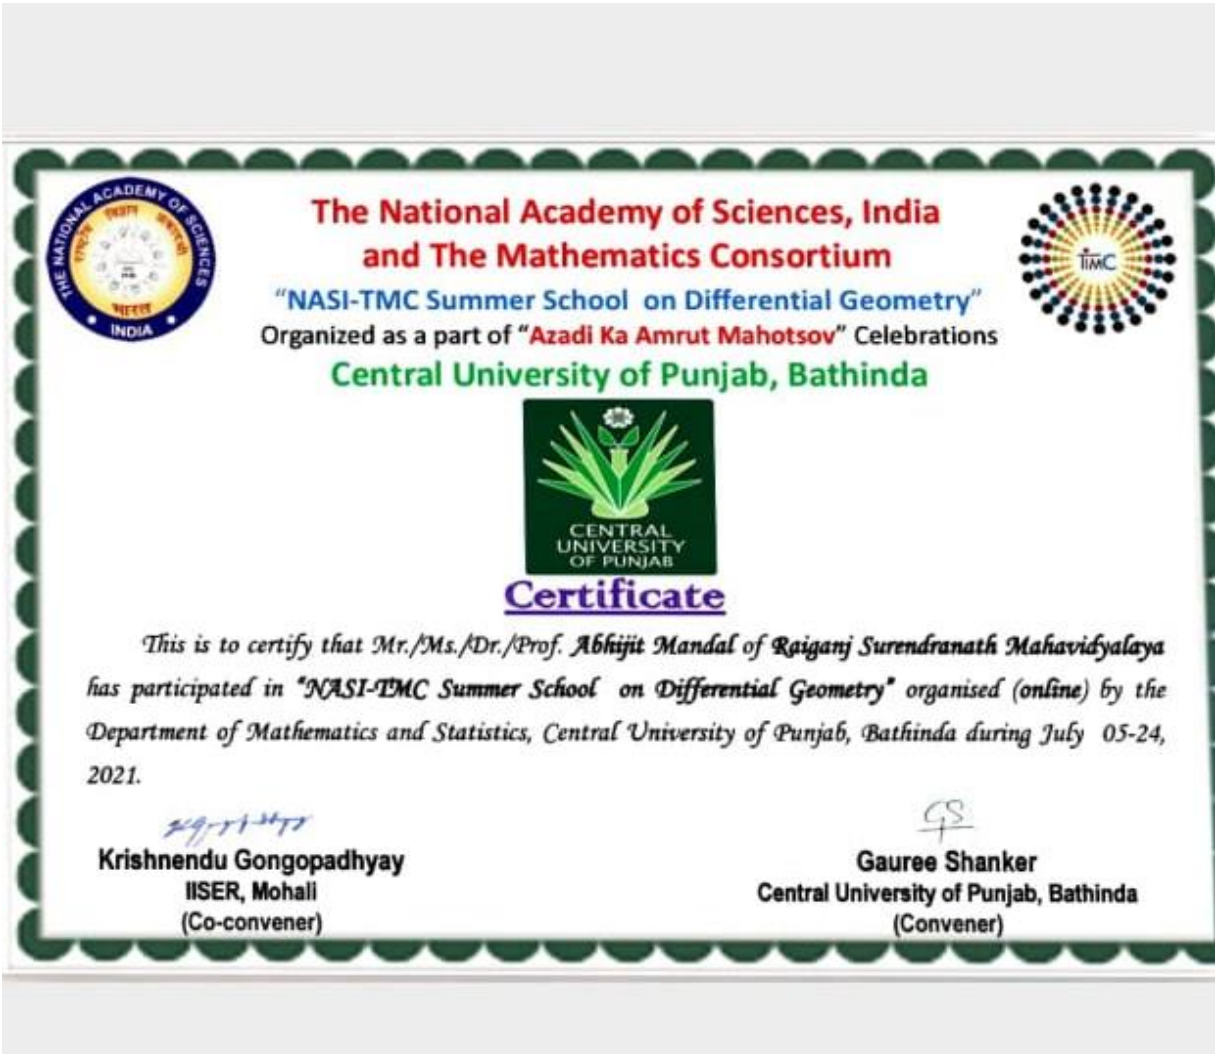 THE NATIONAL ACADEMY OF SCIENCES
राष्ट्रीय विज्ञान अकादमी
भारत
INDIA
The National Academy of Sciences, India
and The Mathematics Consortium
TMC
"NASI-TMC Summer School on Differential Geometry"
Organized as a part of "Azadi Ka Amrut Mahotsov" Celebrations
Central University of Punjab, Bathinda
CENTRAL
UNIVERSITY
OF PUNJAB
Certificate
This is to certify that Mr./Ms./Dr./Prof. Abhijit Mandal of Raiganj Surendranath Mahavidyalaya
has participated in "NASI-TMC Summer School on Differential Geometry" organised (online) by the
Department of Mathematics and Statistics, Central University of Punjab, Bathinda during July 05-24,
2021.
GS
Krishnendu Gongopadhyay
IISER, Mohali
(Co-convener)
Gauree Shanker
Central University of Punjab, Bathinda
(Convener)